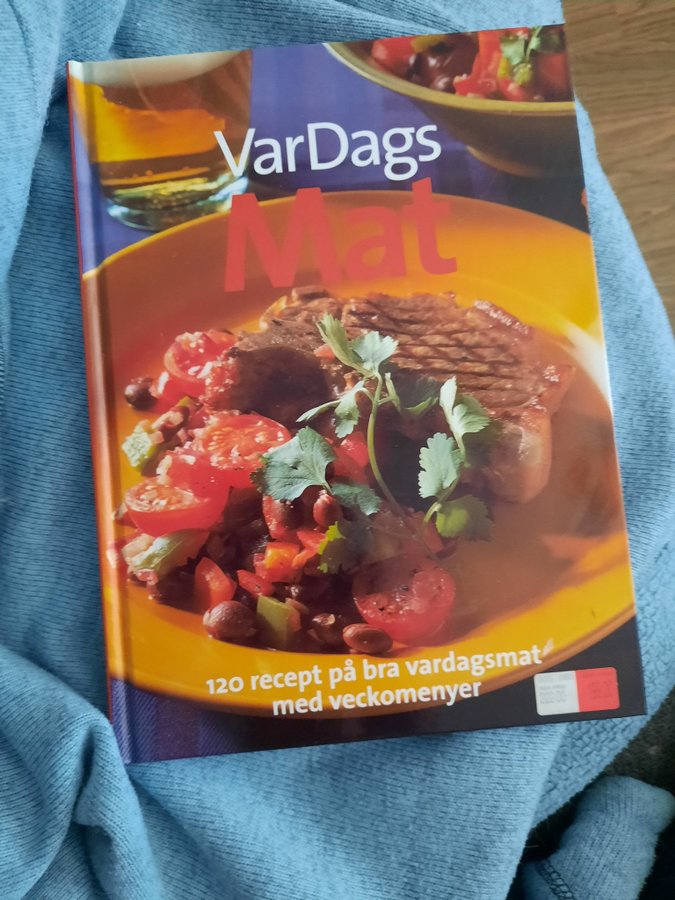 VarDags
Mat
120 recept på bra vardagsmat
med veckomenyer